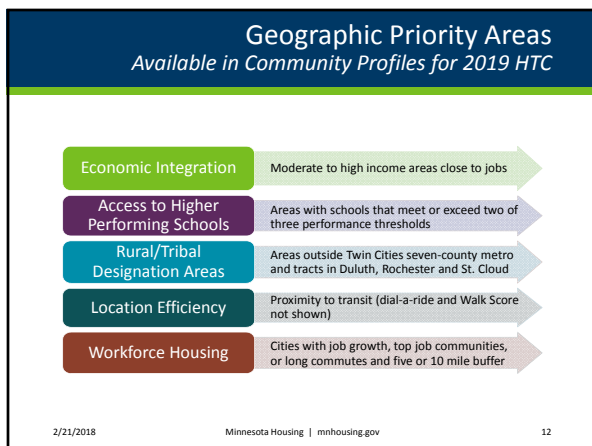 Geographic Priority Areas
Available in Community Profiles for 2019 HTC
Economic Integration
Moderate to high income areas close to jobs
Access to Higher
Performing Schools
Areas with schools that meet or exceed two of
three performance thresholds
Rural/Tribal
Designation Areas
Areas outside Twin Cities seven-county metro
and tracts in Duluth, Rochester and St. Cloud
Location Efficiency
Proximity to transit (dial-a-ride and Walk Score
not shown)
Workforce Housing
Cities with job growth, top job communities,
or long commutes and five or 10 mile buffer
2/21/2018 Minnesota Housing | mnhousing.gov 12